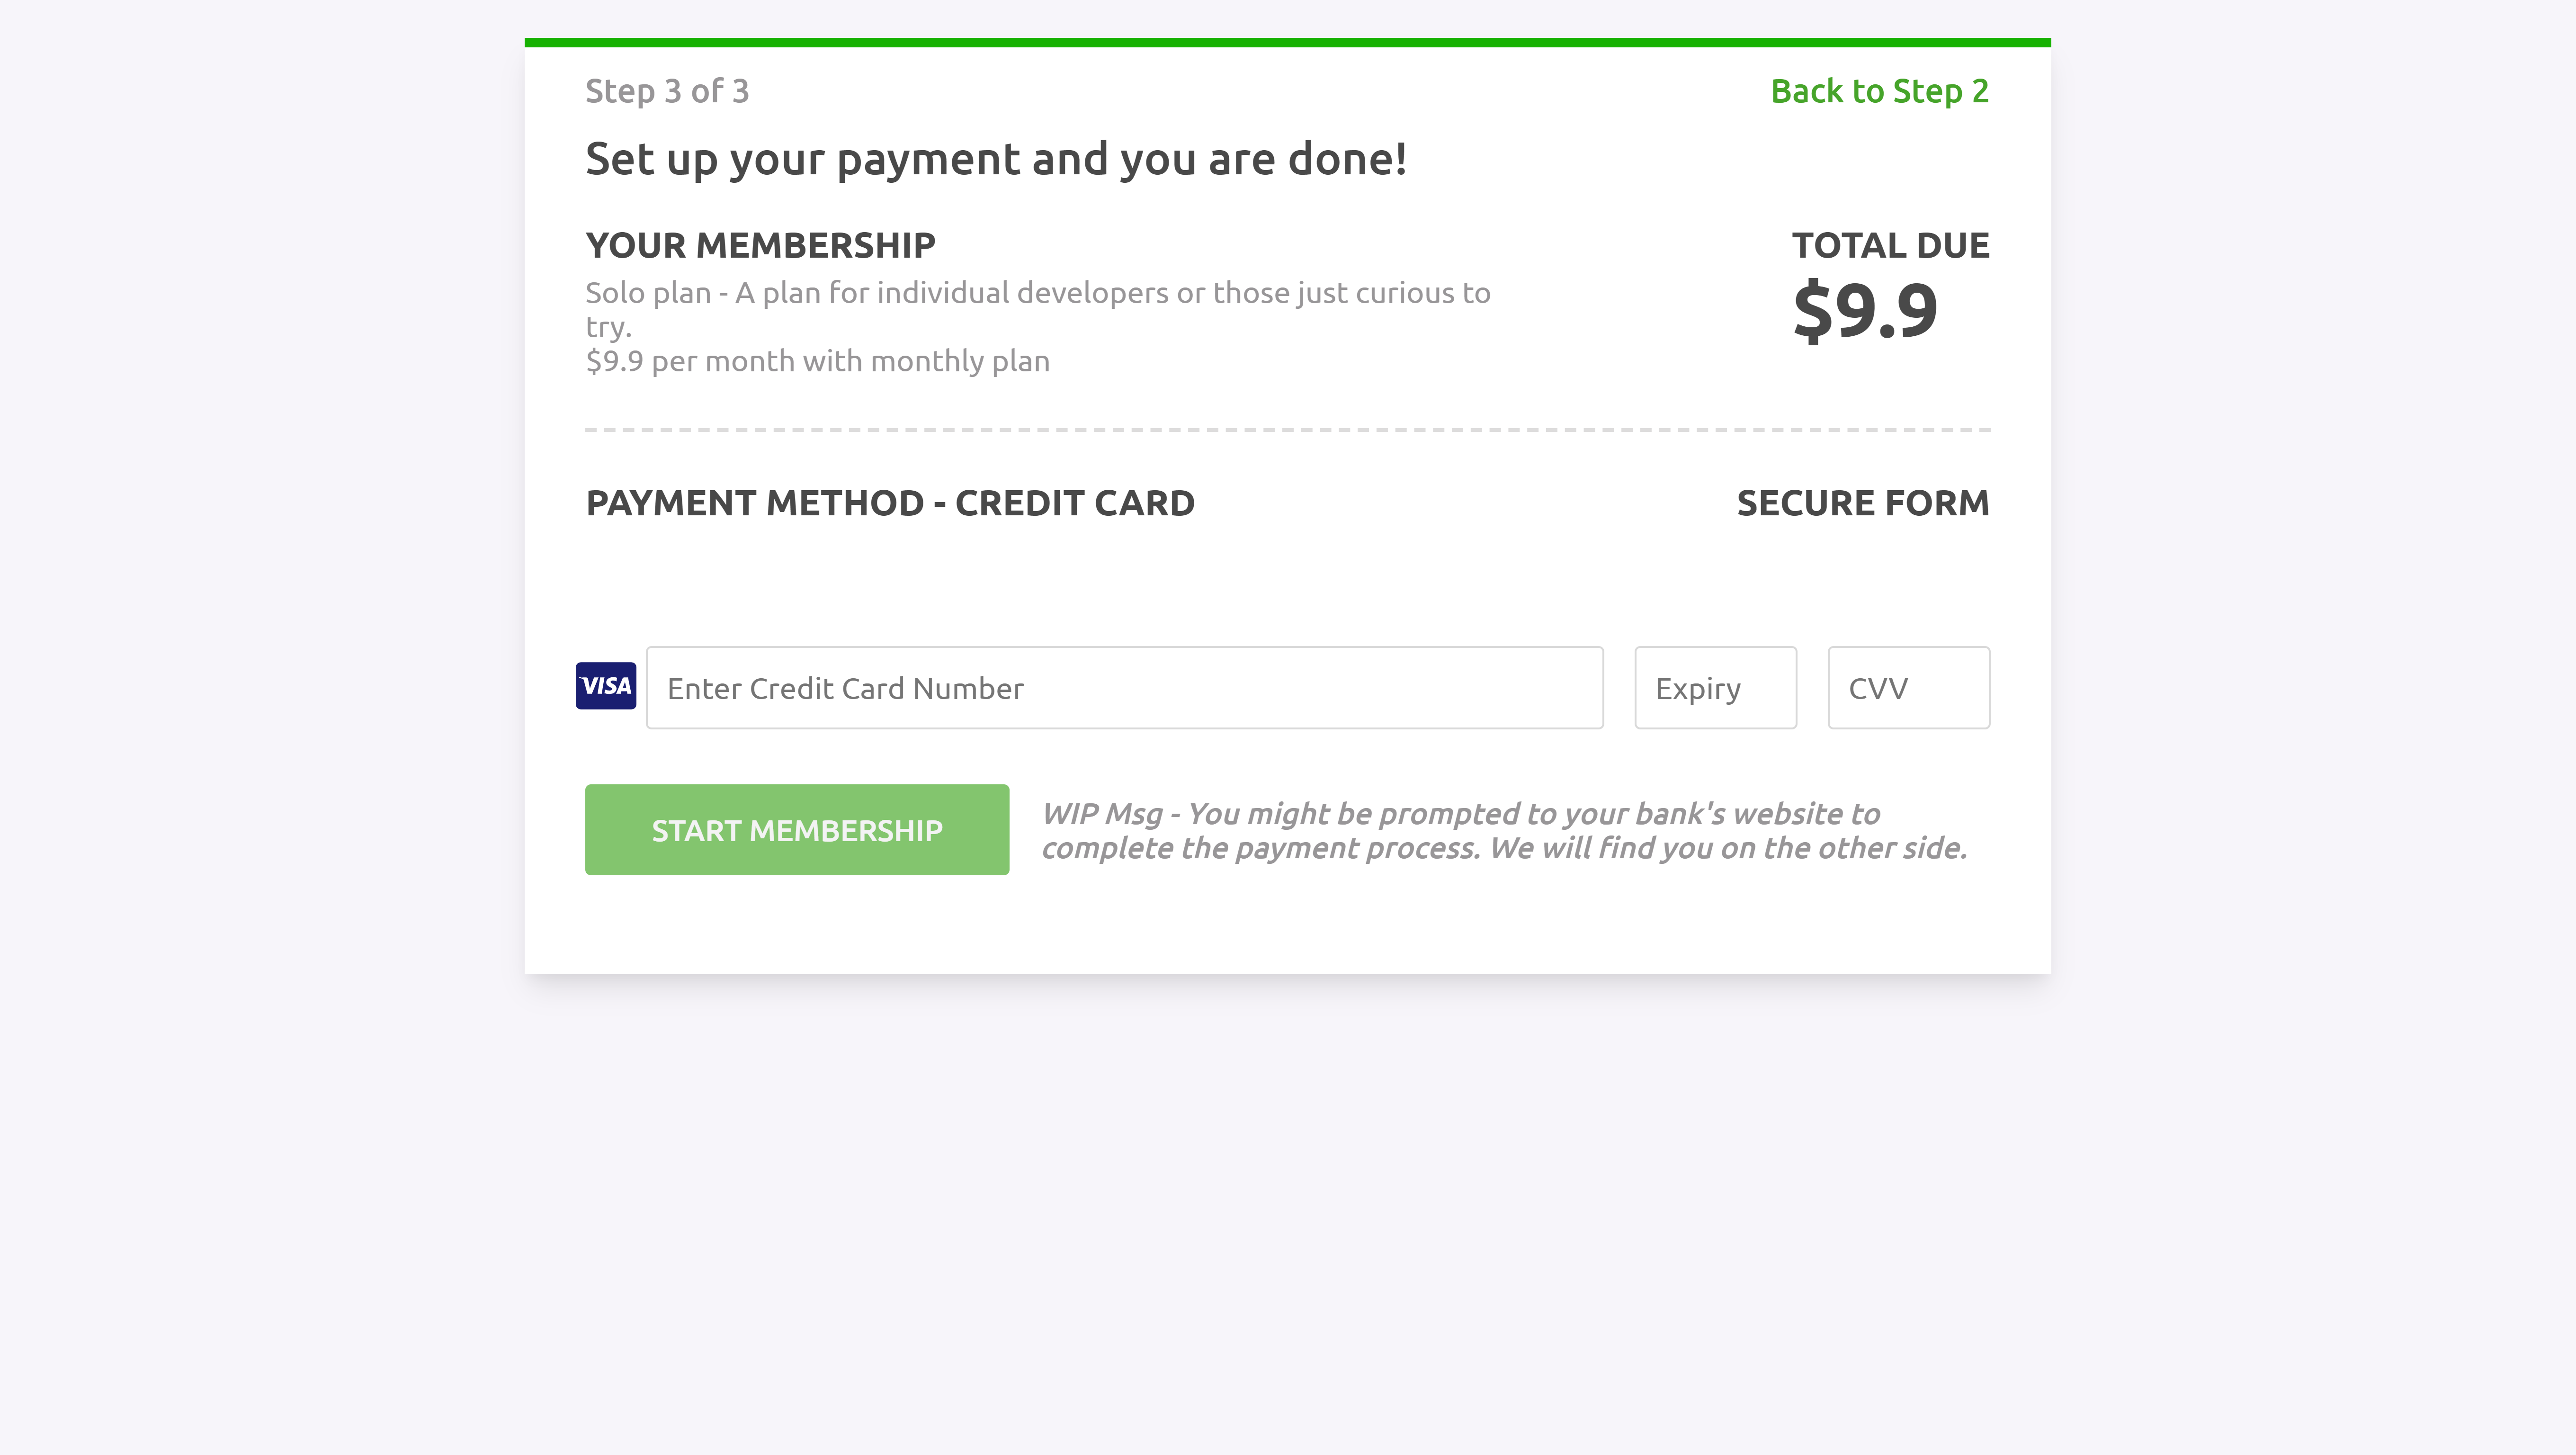 Step 3 of 3
Back to Step 2
Set up your payment and you are done!
YOUR MEMBERSHIP
Solo plan - A plan for individual developers or those just curious to
try.
$9.9 per month with monthly plan
TOTAL DUE
$9.9
PAYMENT METHOD - CREDIT CARD
SECURE FORM
VISA
Enter Credit Card Number
Expiry
CVV
START MEMBERSHIP
WIP Msg - You might be prompted to your bank's website to
complete the payment process. We will find you on the other side.